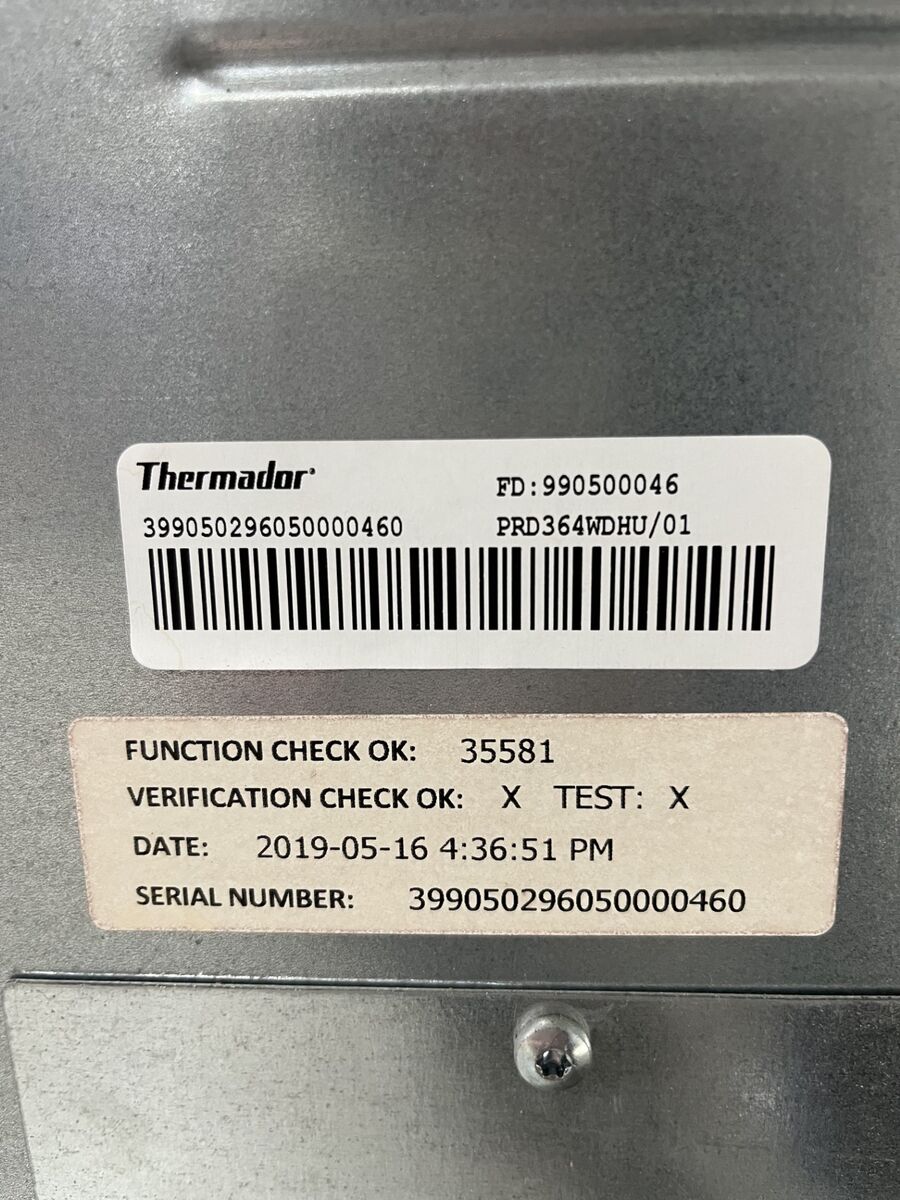 Thermador
FD:990500046
399050296050000460
PRD364WDHU/01
FUNCTION CHECK OK: 35581
VERIFICATION CHECK OK: X TEST: X
DATE: 2019-05-16 4:36:51 PM
SERIAL NUMBER: 399050296050000460